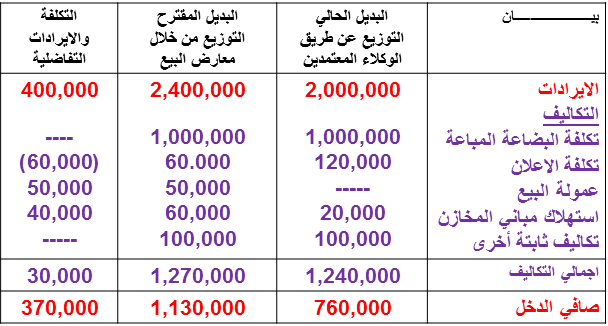 بيــــــــــــان	البديل الحالي التوزيع عن طريق الوكلاء المعتمدين	البديل المقترح التوزيع من خلال معارض البيع	التكلفة والايرادات التفاضلية
الايرادات	2,000,000	2,400,000	400,000
التكاليف
تكلفة البضاعة المباعة	1,000,000	1,000,000	----
تكلفة الاعلان	120,000	60.000	(60,000)
عمولة البيع	-----	50,000	50,000
استهلاك مباني المخازن	20,000	60,000	40,000
تكاليف ثابتة أخرى	100,000	100,000	-----
اجمالي التكاليف	1,240,000	1,270,000	30,000
صافي الدخل	760,000	1,130,000	370,000